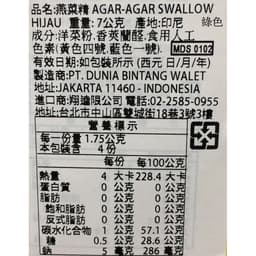 品名:燕菜精 AGAR-AGAR SWALLOW
HIJAU 重量:7公克 產地:印尼 綠色
成份:洋菜粉,香莢蘭醛,食用人工
色素(黃色四號,藍色一號). MDS 0102
有效日期:如包裝所示 (西元 日/月/年)
製造商:PT. DUNIA BINTANG WALET
地址:JAKARTA 11460 - INDONESIA
進口商:翔瑲限公司 電話:02-2585-0955
地址:台北市中山區雙城街18巷3號3樓
營養標示
每一份量 1.75公克
本包裝含 4 份
每份 每100公克
熱量 4 大卡 228.4 大卡
蛋白質 0 公克 0 公克
脂肪 0 公克 0 公克
飽和脂肪 0 公克 0 公克
反式脂肪 0 公克 0 公克
碳水化合物 1 公克 57.1 公克
糖 0.5 公克 28.6 公克
鈉 5 毫克 286 毫克